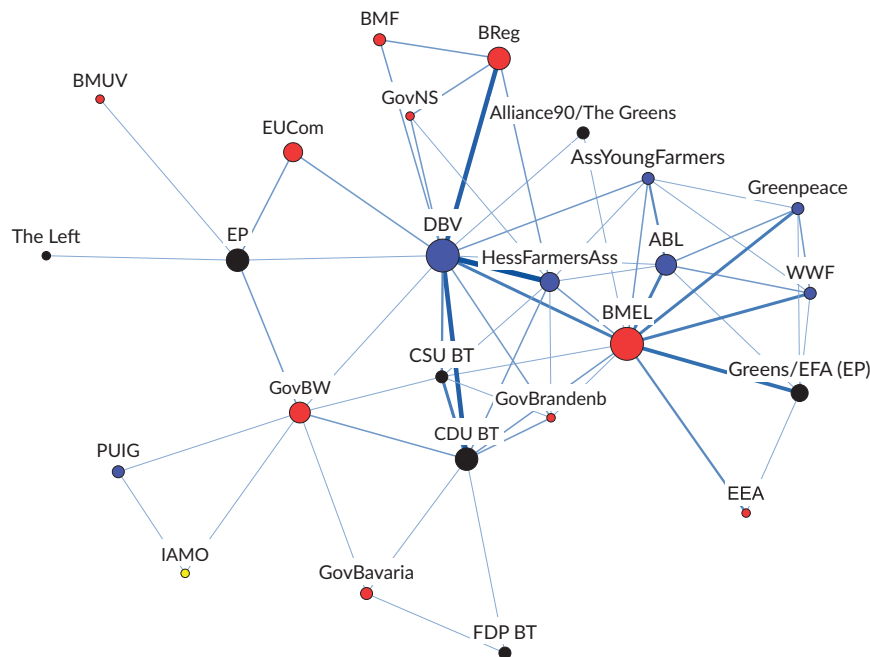 BMF
BReg
BMUV
GovNS
Alliance90/The Greens
EUCom
AssYoungFarmers
Greenpeace
The Left
EP
DBV
HessFarmersAss
ABL
WWF
BMEL
CSU BT
Greens/EFA (EP)
GovBW
GovBrandenb
CDU BT
PUIG
EEA
IAMO
GovBavaria
FDP BT